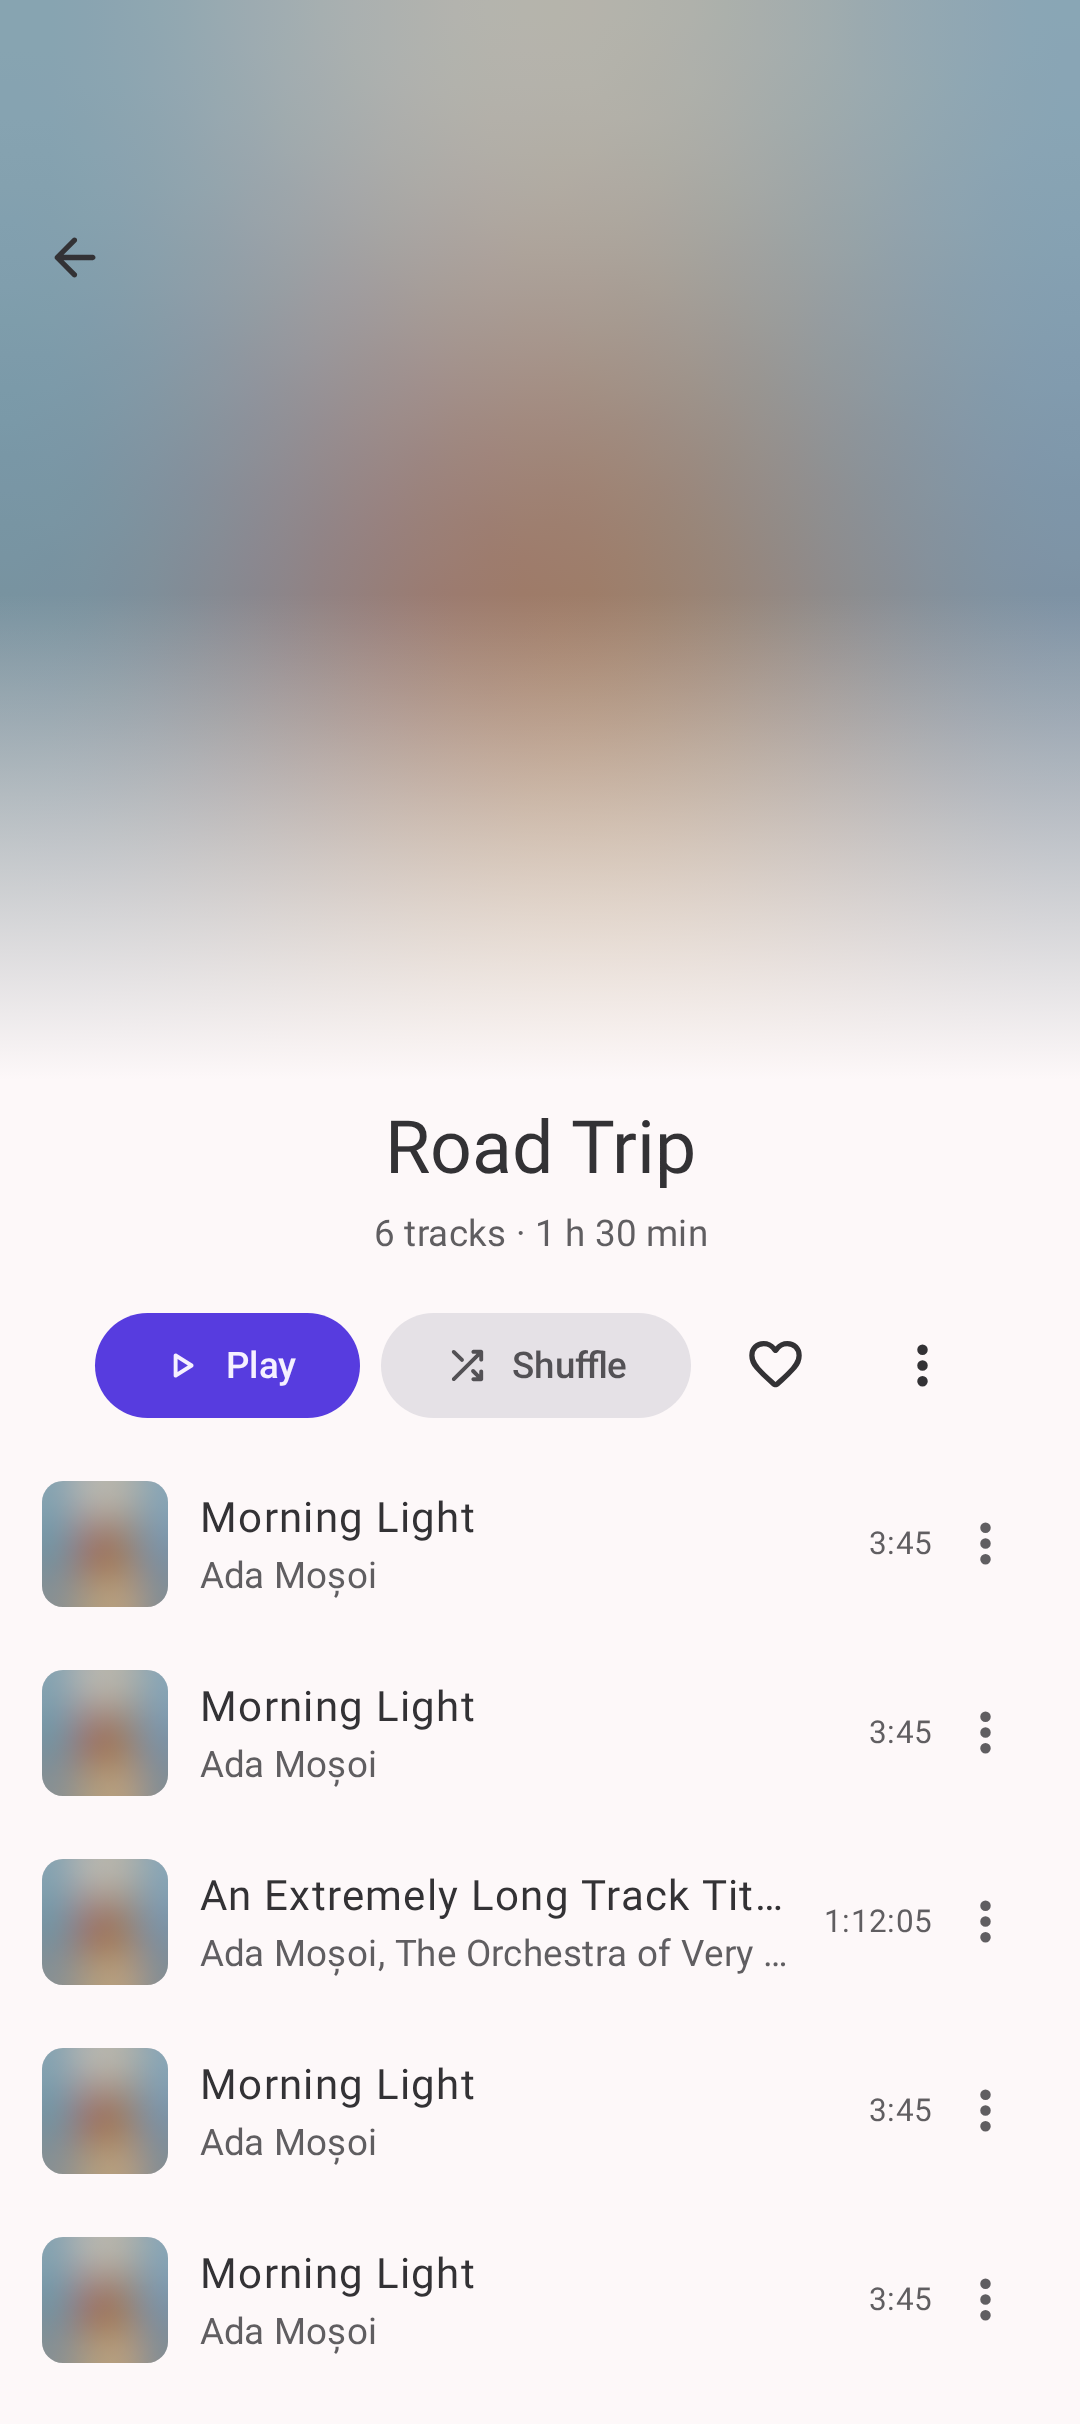 Road Trip
6 tracks · 1 h 30 min
Play
Shuffle
Morning Light
Ada Moșoi
3:45
Morning Light
Ada Moșoi
3:45
An Extremely Long Track Tit…
Ada Moșoi, The Orchestra of Very …
1:12:05
Morning Light
Ada Moșoi
3:45
Morning Light
Ada Moșoi
3:45